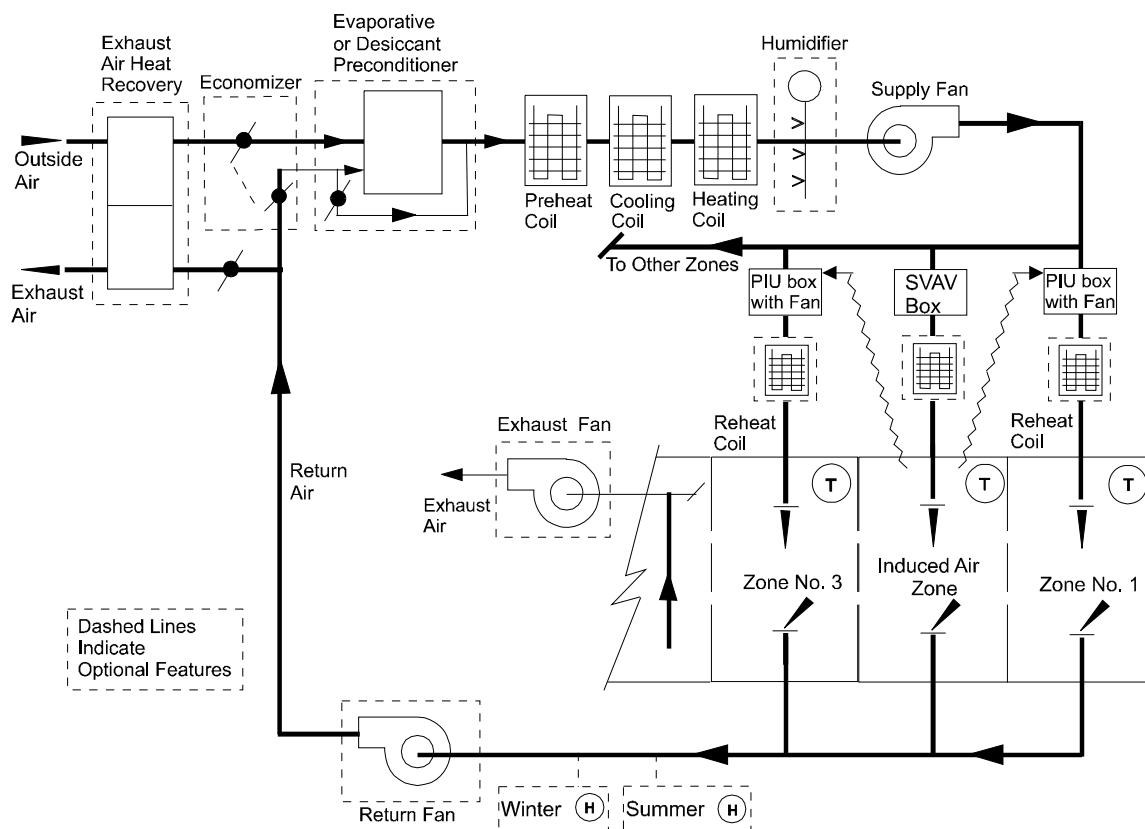 Exhaust
Air Heat
Recovery
Economizer
Evaporative
or Desiccant
Preconditioner
Humidifier
Supply Fan
Outside
Air
Exhaust
Air
Preheat
Coil
Cooling
Coil
Heating
Coil
To Other Zones
PIU box
with Fan
SVAV
Box
PIU box
with Fan
Reheat
Coil
Reheat
Coil
Exhaust Fan
Exhaust
Air
Return
Air
T
T
T
Zone No. 3
Induced Air
Zone
Zone No. 1
Dashed Lines
Indicate
Optional Features
Return Fan
Winter H
Summer H